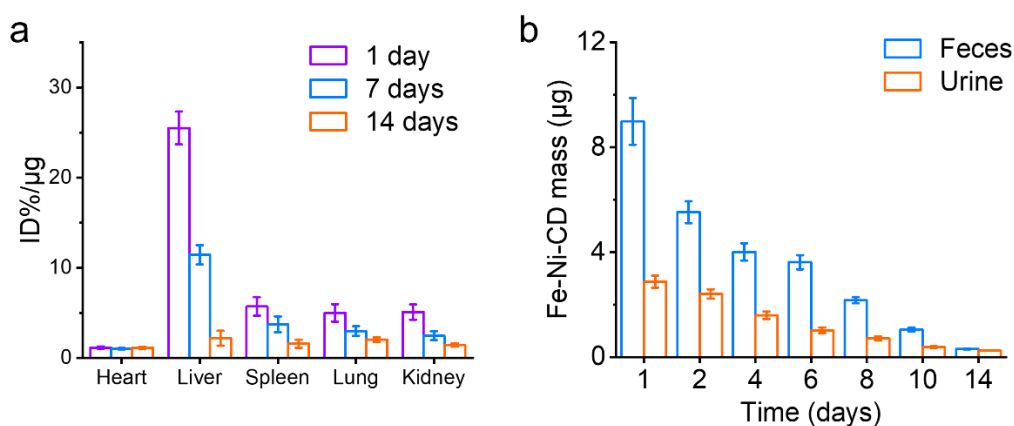 a
1 day
7 days
14 days
30
20
10
0
ID%/µg
Heart Liver Spleen Lung Kidney
b
Feces
Urine
12
8
4
0
Fe-Ni-CD mass (µg)
1 2 4 6 8 10 14
Time (days)